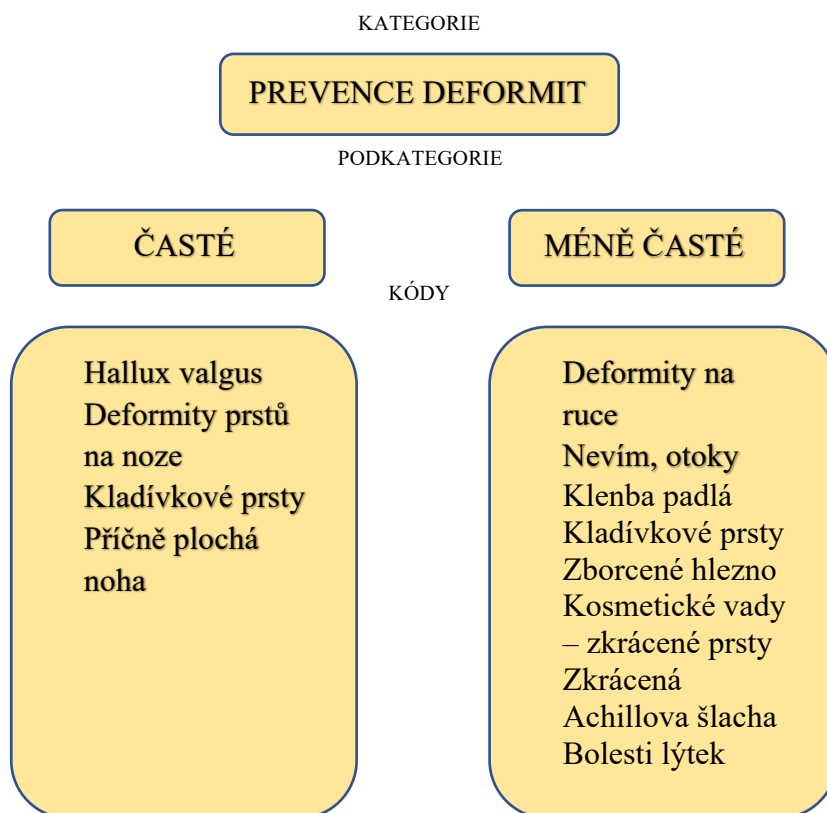 KATEGORIE
PREVENCE DEFORMIT
PODKATEGORIE
ČASTÉ
MÉNĚ ČASTÉ
KÓDY
Hallux valgus
Deformity prstů
na noze
Kladívkové prsty
Příčně plochá
noha
Deformity na
ruce
Nevím, otoky
Klenba padlá
Kladívkové prsty
Zborcené hlezno
Kosmetické vady
– zkrácené prsty
Zkrácená
Achillova šlacha
Bolesti lýtek